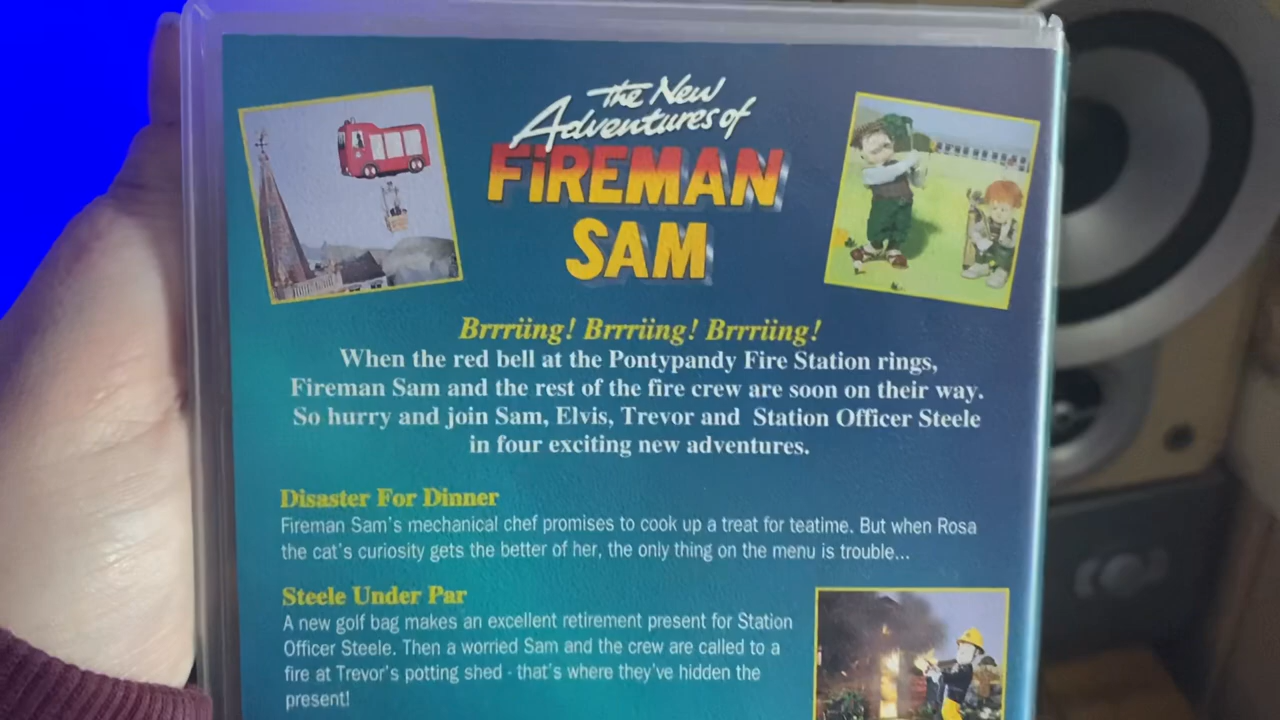 The New
Adventures of
FiREMAN
SAM
Brrriing! Brrriing! Brrriing!
When the red bell at the Pontypandy Fire Station rings,
Fireman Sam and the rest of the fire crew are soon on their way.
So hurry and join Sam, Elvis, Trevor and Station Officer Steele
in four exciting new adventures.
Disaster For Dinner
Fireman Sam's mechanical chef promises to cook up a treat for teatime. But when Rosa
the cat's curiosity gets the better of her, the only thing on the menu is trouble...
Steele Under Par
A new golf bag makes an excellent retirement present for Station
Officer Steele. Then a worried Sam and the crew are called to a
fire at Trevor's potting shed - that's where they've hidden the
present!